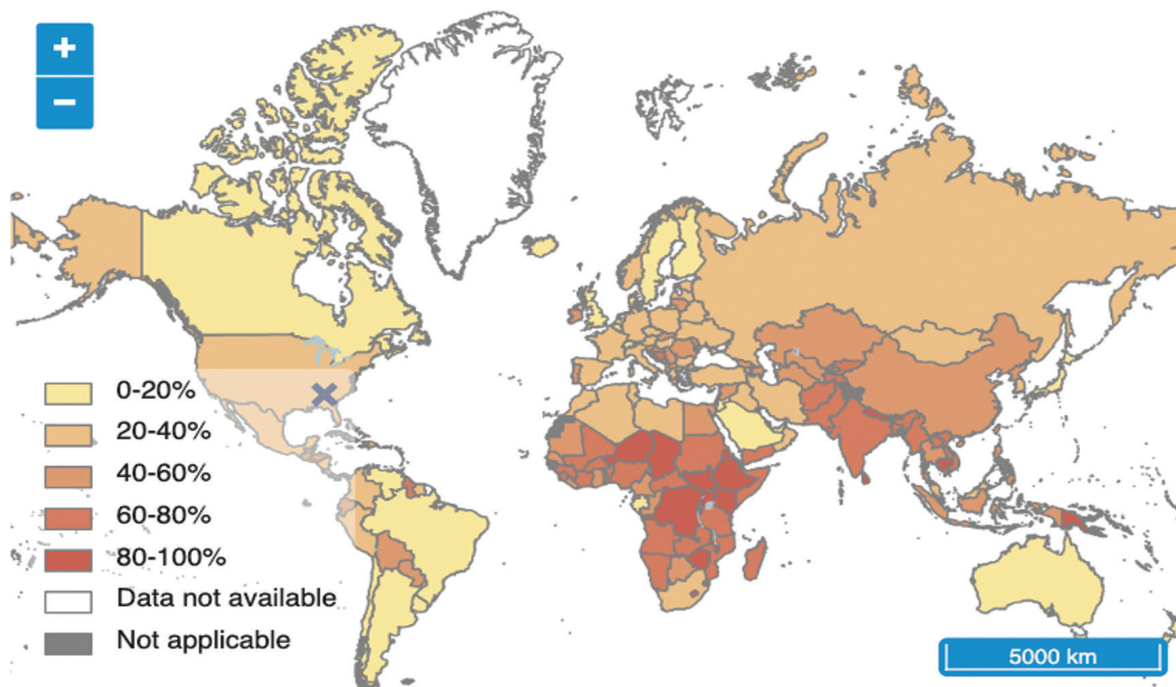 +
−
0-20%
20-40%
40-60%
60-80%
80-100%
Data not available
Not applicable
5000 km